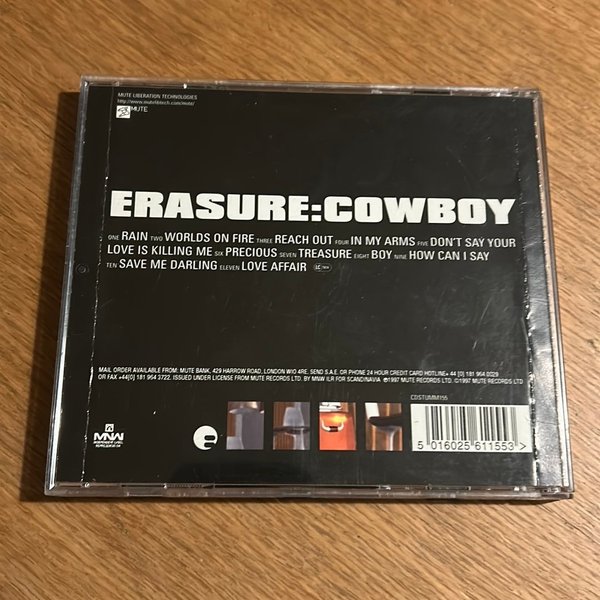 MUTE LIBERATION TECHNOLOGIES
http://www.mutelibtech.com/mute/
MUTE
ERASURE:COWBOY
ONE RAIN TWO WORLDS ON FIRE THREE REACH OUT FOUR IN MY ARMS FIVE DON'T SAY YOUR
LOVE IS KILLING ME SIX PRECIOUS SEVEN TREASURE EIGHT BOY NINE HOW CAN I SAY
TEN SAVE ME DARLING ELEVEN LOVE AFFAIR LC
MAIL ORDER AVAILABLE FROM: MUTE BANK, 429 HARROW ROAD, LONDON W10 4RE, SEND S.A.E. OR PHONE 24 HOUR CREDIT CARD HOTLINE+ 44 [0] 181 964 0029
OR FAX +44[0] 181 964 3722. ISSUED UNDER LICENSE FROM MUTE RECORDS LTD. BY MNW ILR FOR SCANDINAVIA ℗1997 MUTE RECORDS LTD. ©1997 MUTE RECORDS LTD
CDSTUMM155
MNW
INDEPENDENT LABEL
e
5 016025 611553 >